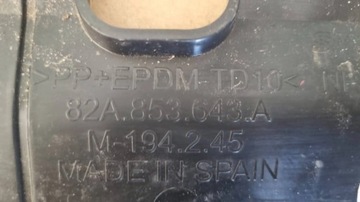 >PP+EPDM-TD10<
82A.853.643.A
M-194.2.45
MADE IN SPAIN